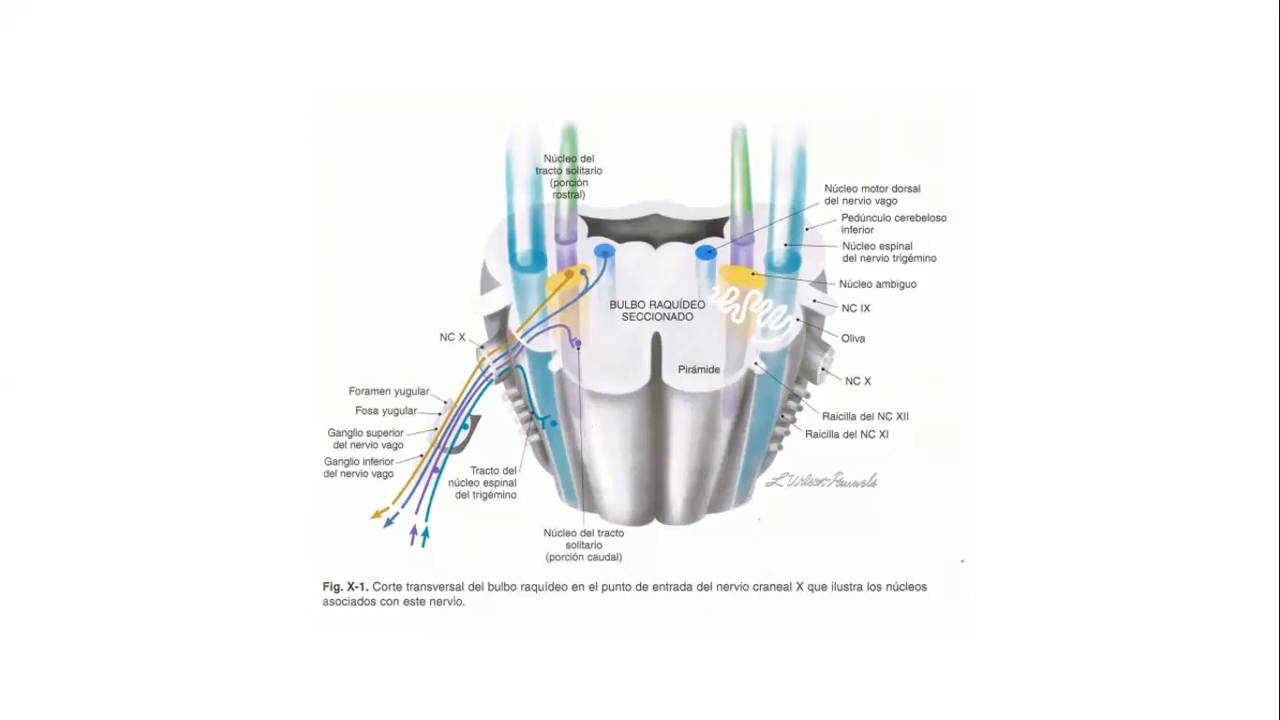 Núcleo del
tracto solitario
(porción
rostral)
Núcleo motor dorsal
del nervio vago
Pedúnculo cerebeloso
inferior
Núcleo espinal
del nervio trigémino
Núcleo ambiguo
NC IX
Oliva
NC X
Raicilla del NC XII
Raicilla del NC XI
BULBO RAQUÍDEO
SECCIONADO
Pirámide
NC X
Foramen yugular
Fosa yugular
Ganglio superior
del nervio vago
Ganglio inferior
del nervio vago
Tracto del
núcleo espinal
del trigémino
Núcleo del tracto
solitario
(porción caudal)
L. Wilson-Pauwels
Fig. X-1. Corte transversal del bulbo raquídeo en el punto de entrada del nervio craneal X que ilustra los núcleos
asociados con este nervio.